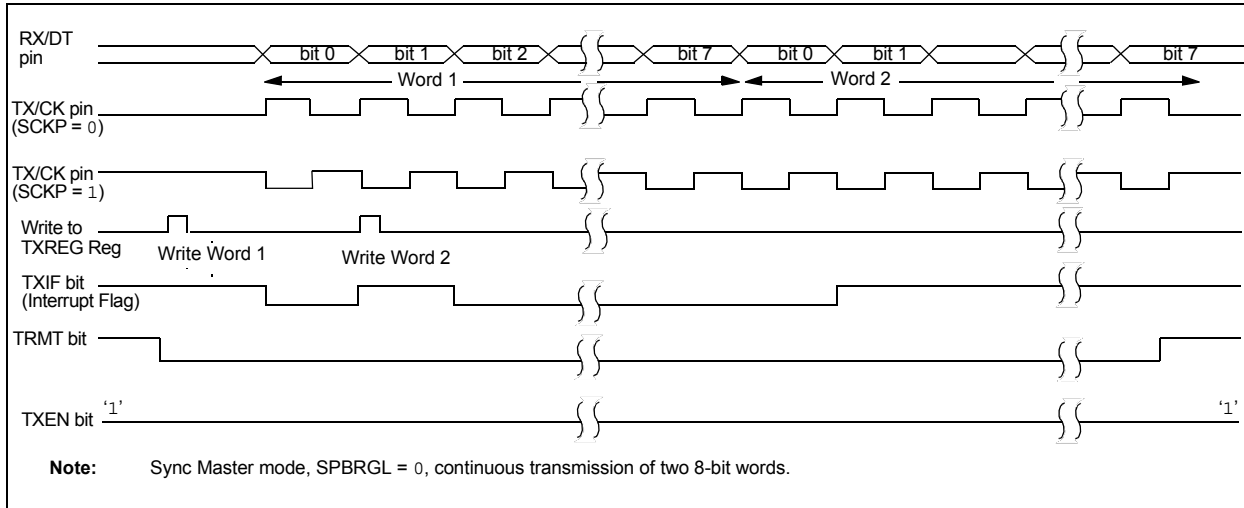 RX/DT
pin
bit 0 bit 1 bit 2 bit 7 bit 0 bit 1 bit 7
Word 1 Word 2
TX/CK pin
(SCKP = 0)
TX/CK pin
(SCKP = 1)
Write to
TXREG Reg
Write Word 1 Write Word 2
TXIF bit
(Interrupt Flag)
TRMT bit
‘1’ ‘1’
TXEN bit
Note: Sync Master mode, SPBRGL = 0, continuous transmission of two 8-bit words.